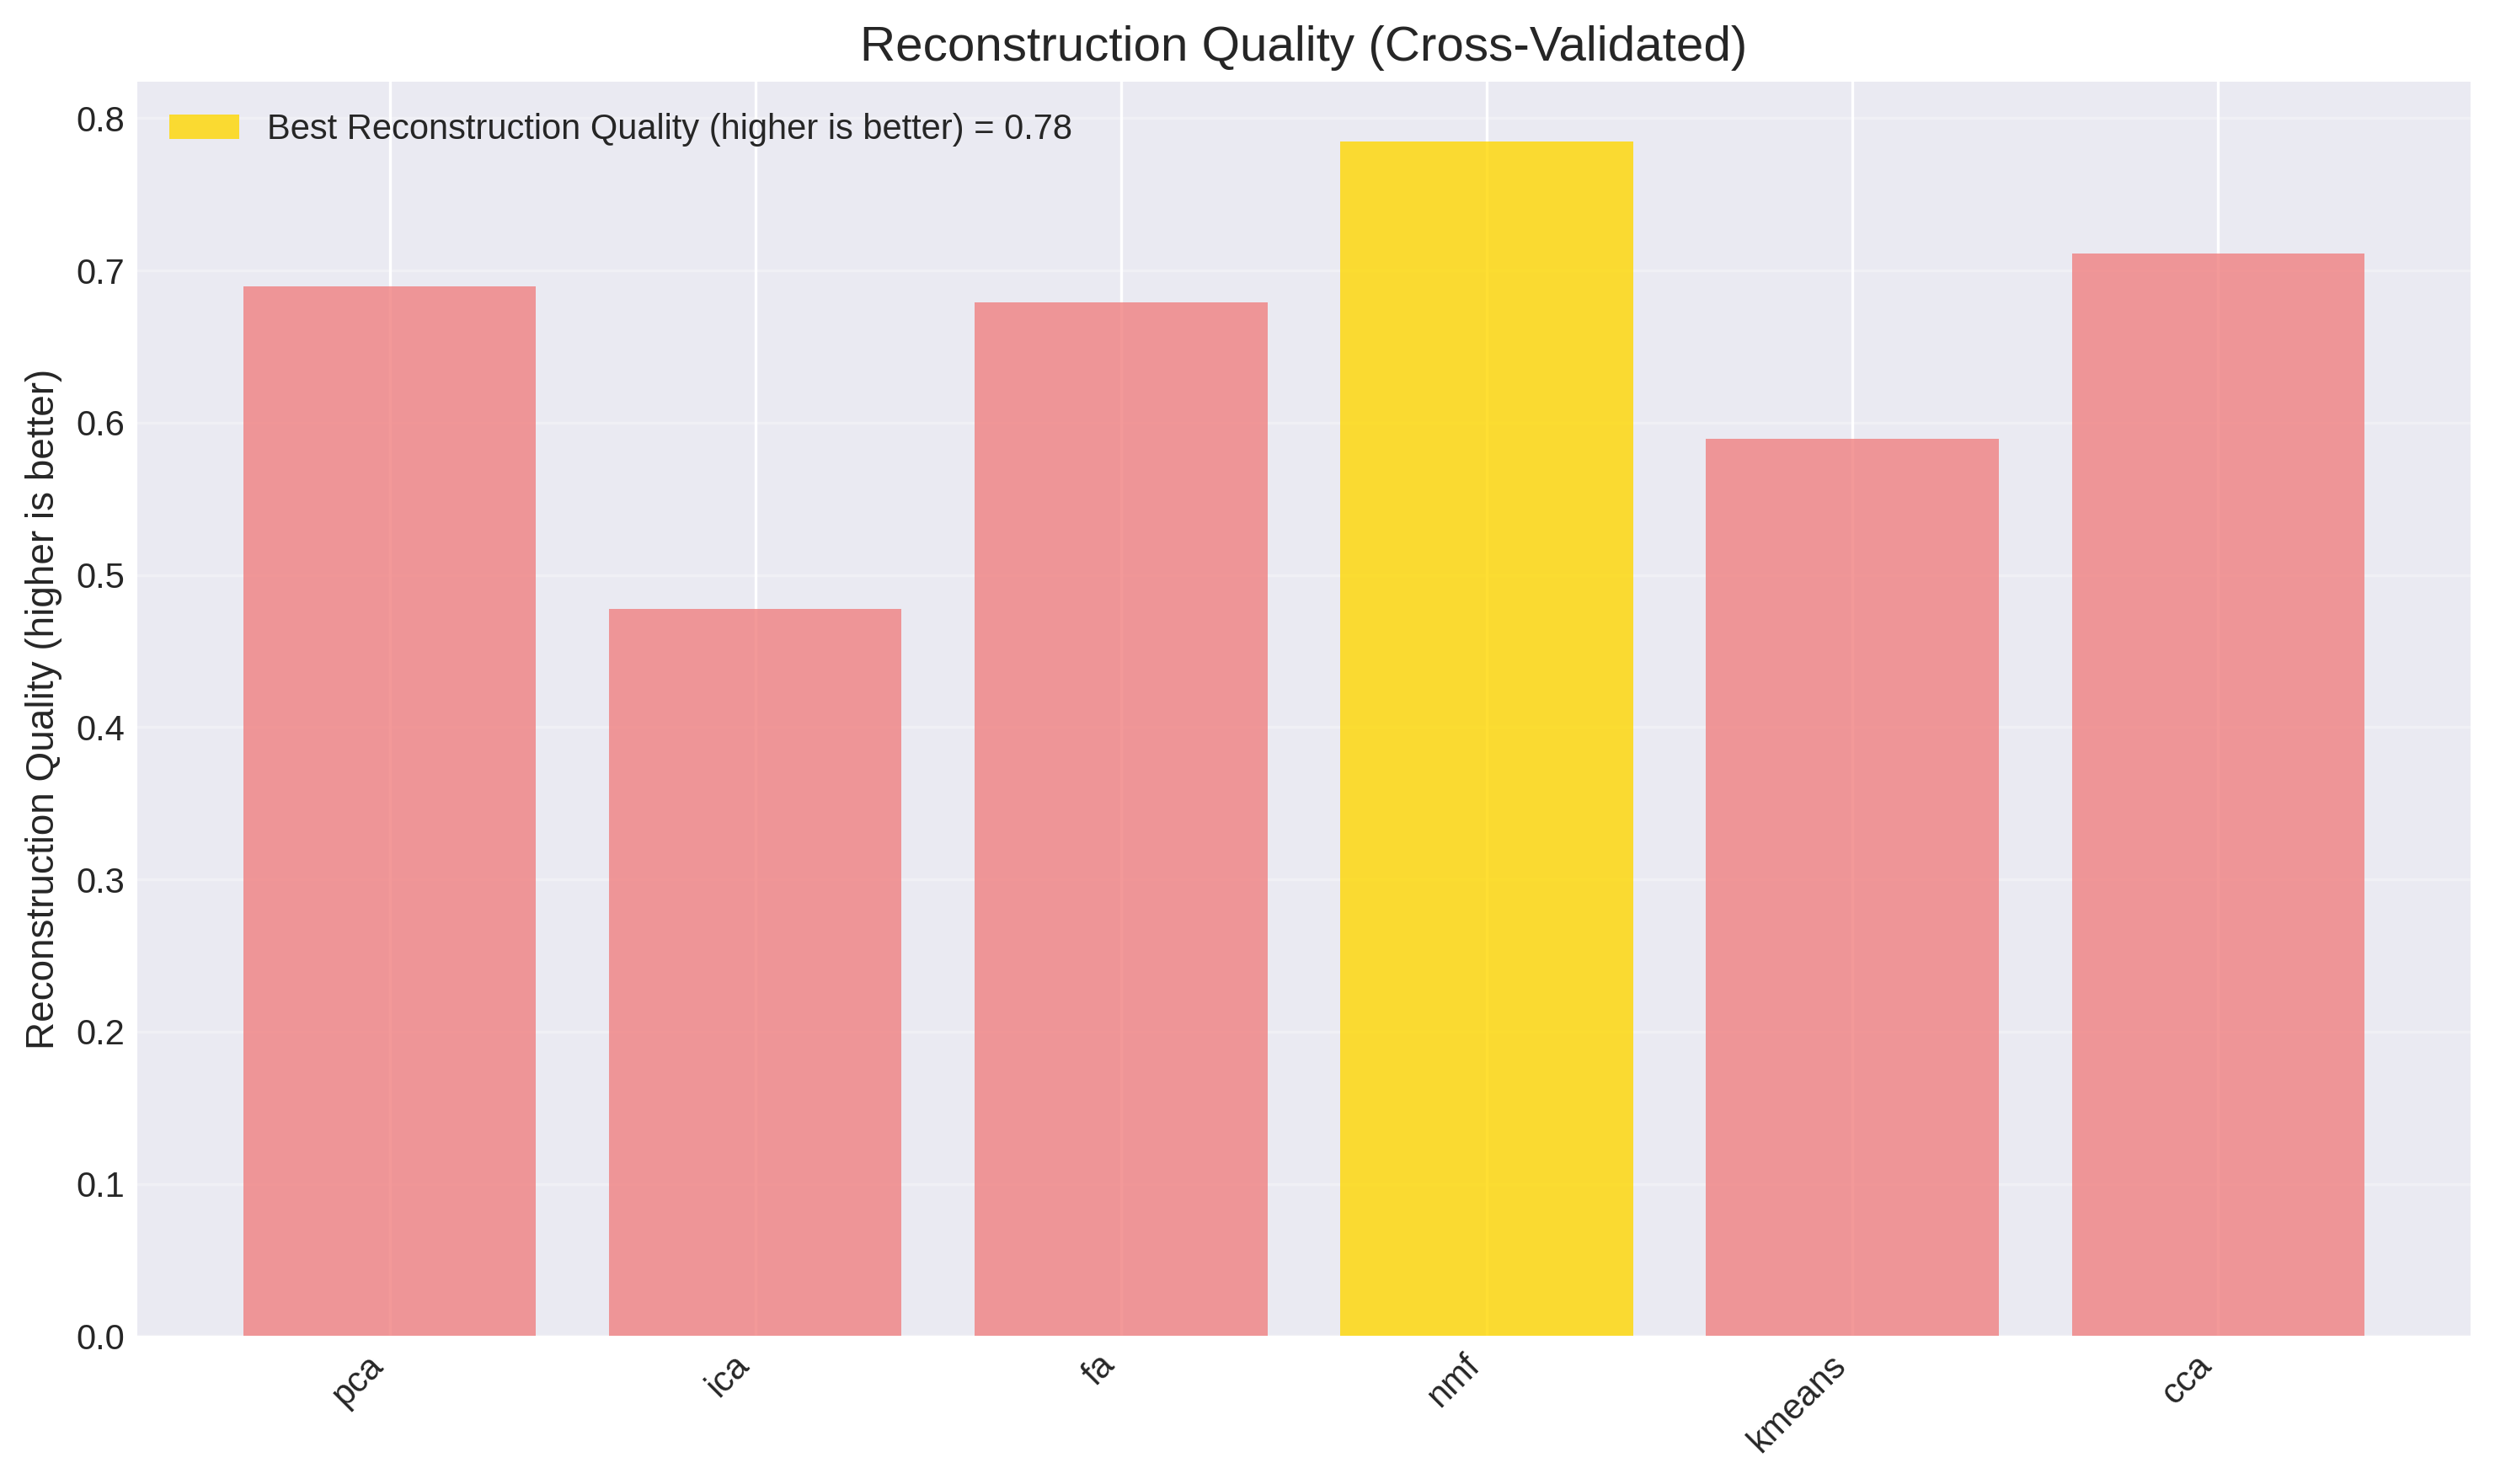 Reconstruction Quality (Cross-Validated)
Best Reconstruction Quality (higher is better) = 0.78
Reconstruction Quality (higher is better)
0.8
0.7
0.6
0.5
0.4
0.3
0.2
0.1
0.0
pca
ica
fa
nmf
kmeans
cca